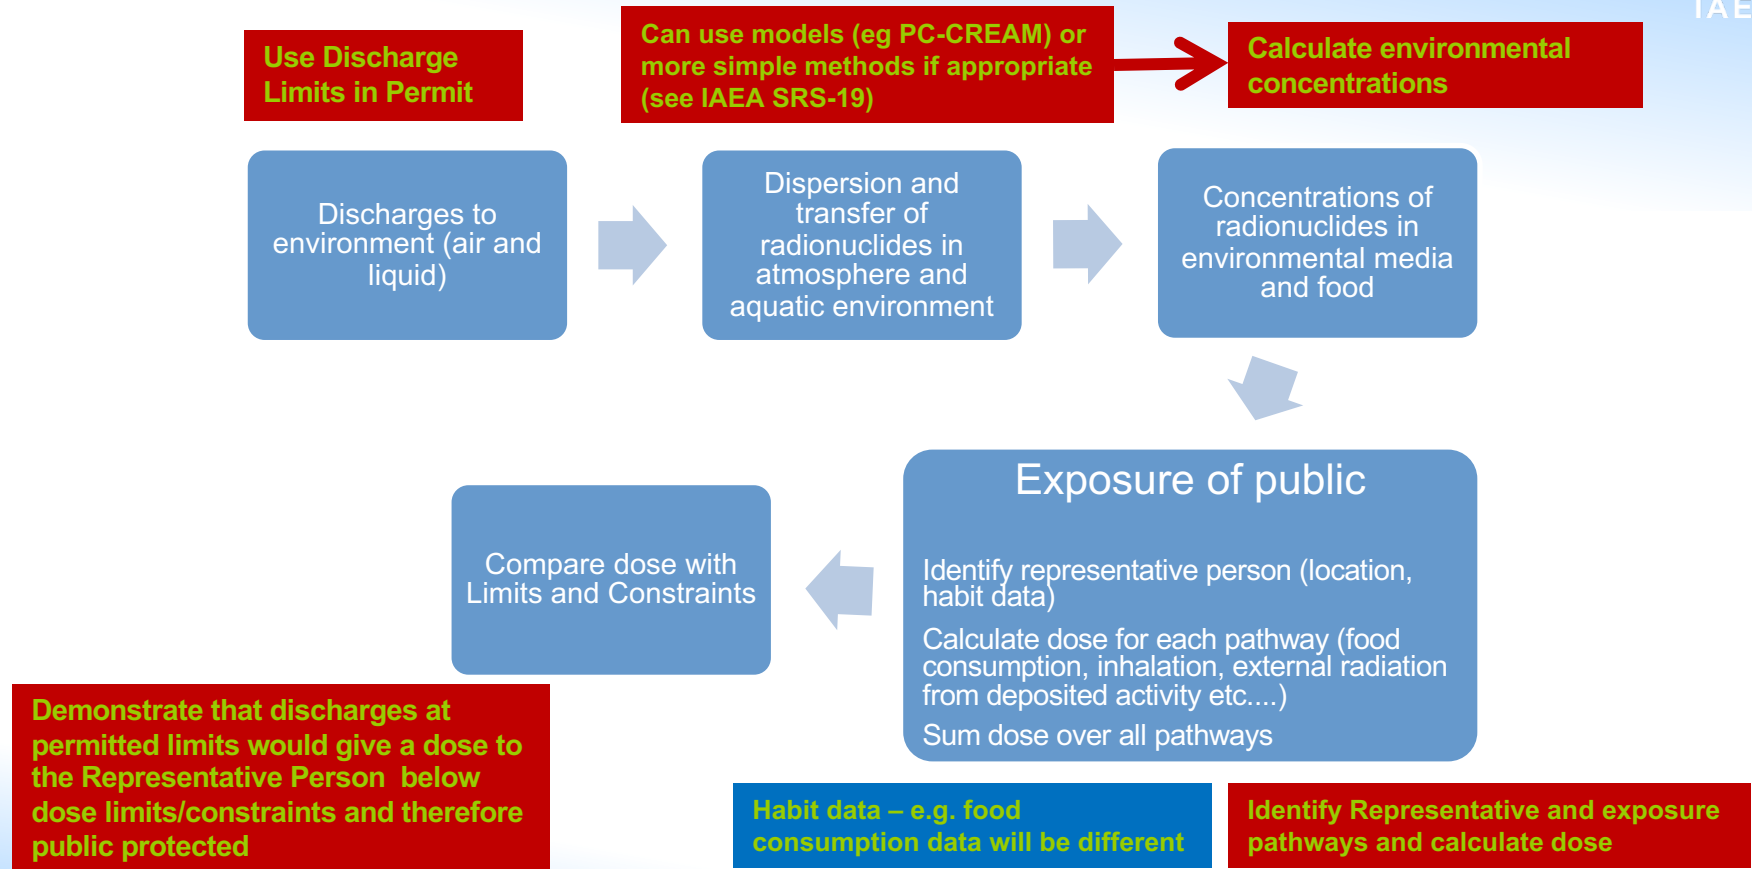 IAE
Use Discharge
Limits in Permit
Can use models (eg PC-CREAM) or
more simple methods if appropriate
(see IAEA SRS-19)
Calculate environmental
concentrations
Discharges to
environment (air and
liquid)
Dispersion and
transfer of
radionuclides in
atmosphere and
aquatic environment
Concentrations of
radionuclides in
environmental media
and food
Exposure of public
Identify representative person (location,
habit data)
Calculate dose for each pathway (food
consumption, inhalation, external radiation
from deposited activity etc....)
Sum dose over all pathways
Compare dose with
Limits and Constraints
Demonstrate that discharges at
permitted limits would give a dose to
the Representative Person  below
dose limits/constraints and therefore
public protected
Habit data – e.g. food
consumption data will be different
Identify Representative and exposure
pathways and calculate dose